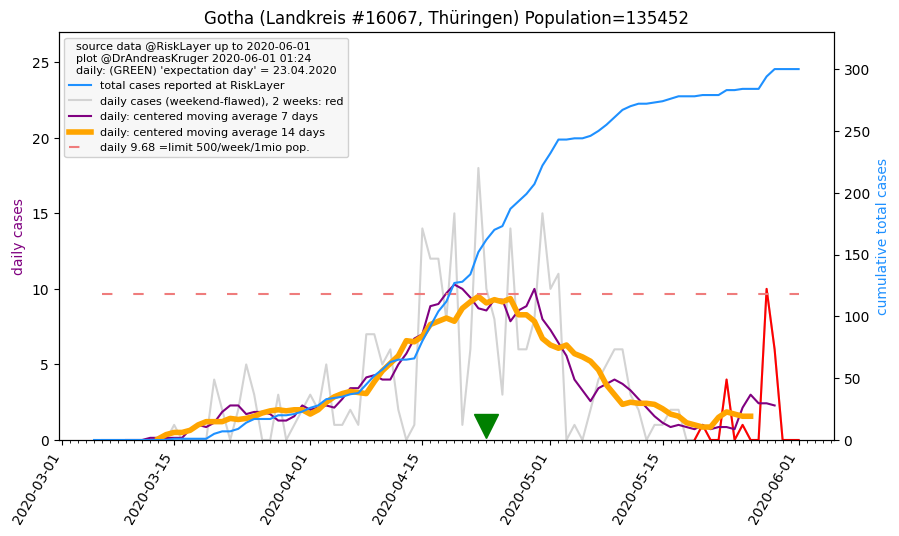 Gotha (Landkreis #16067, Thüringen) Population=135452
source data @RiskLayer up to 2020-06-01
plot @DrAndreasKruger 2020-06-01 01:24
daily: (GREEN) 'expectation day' = 23.04.2020
total cases reported at RiskLayer
daily cases (weekend-flawed), 2 weeks: red
daily: centered moving average 7 days
daily: centered moving average 14 days
daily 9.68 =limit 500/week/1mio pop.
daily cases
25
20
15
10
5
0
cumulative total cases
300
250
200
150
100
50
0
2020-03-01
2020-03-15
2020-04-01
2020-04-15
2020-05-01
2020-05-15
2020-06-01